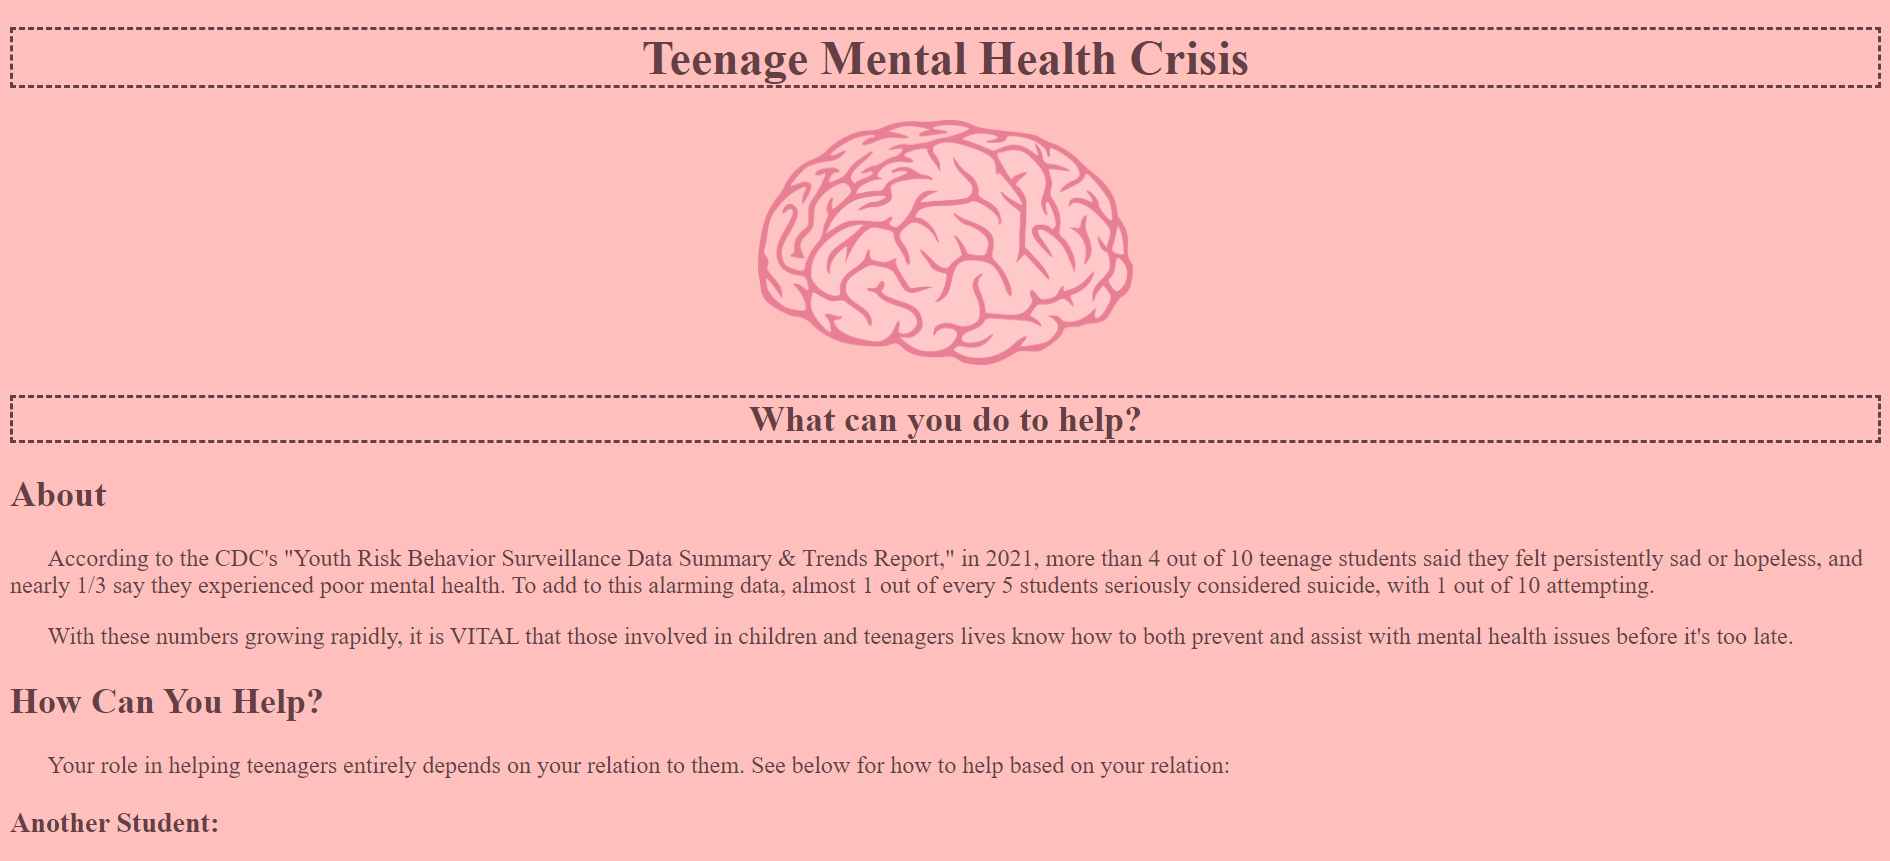 Teenage Mental Health Crisis
What can you do to help?
About
According to the CDC's "Youth Risk Behavior Surveillance Data Summary & Trends Report," in 2021, more than 4 out of 10 teenage students said they felt persistently sad or hopeless, and
nearly 1/3 say they experienced poor mental health. To add to this alarming data, almost 1 out of every 5 students seriously considered suicide, with 1 out of 10 attempting.
With these numbers growing rapidly, it is VITAL that those involved in children and teenagers lives know how to both prevent and assist with mental health issues before it's too late.
How Can You Help?
Your role in helping teenagers entirely depends on your relation to them. See below for how to help based on your relation:
Another Student: